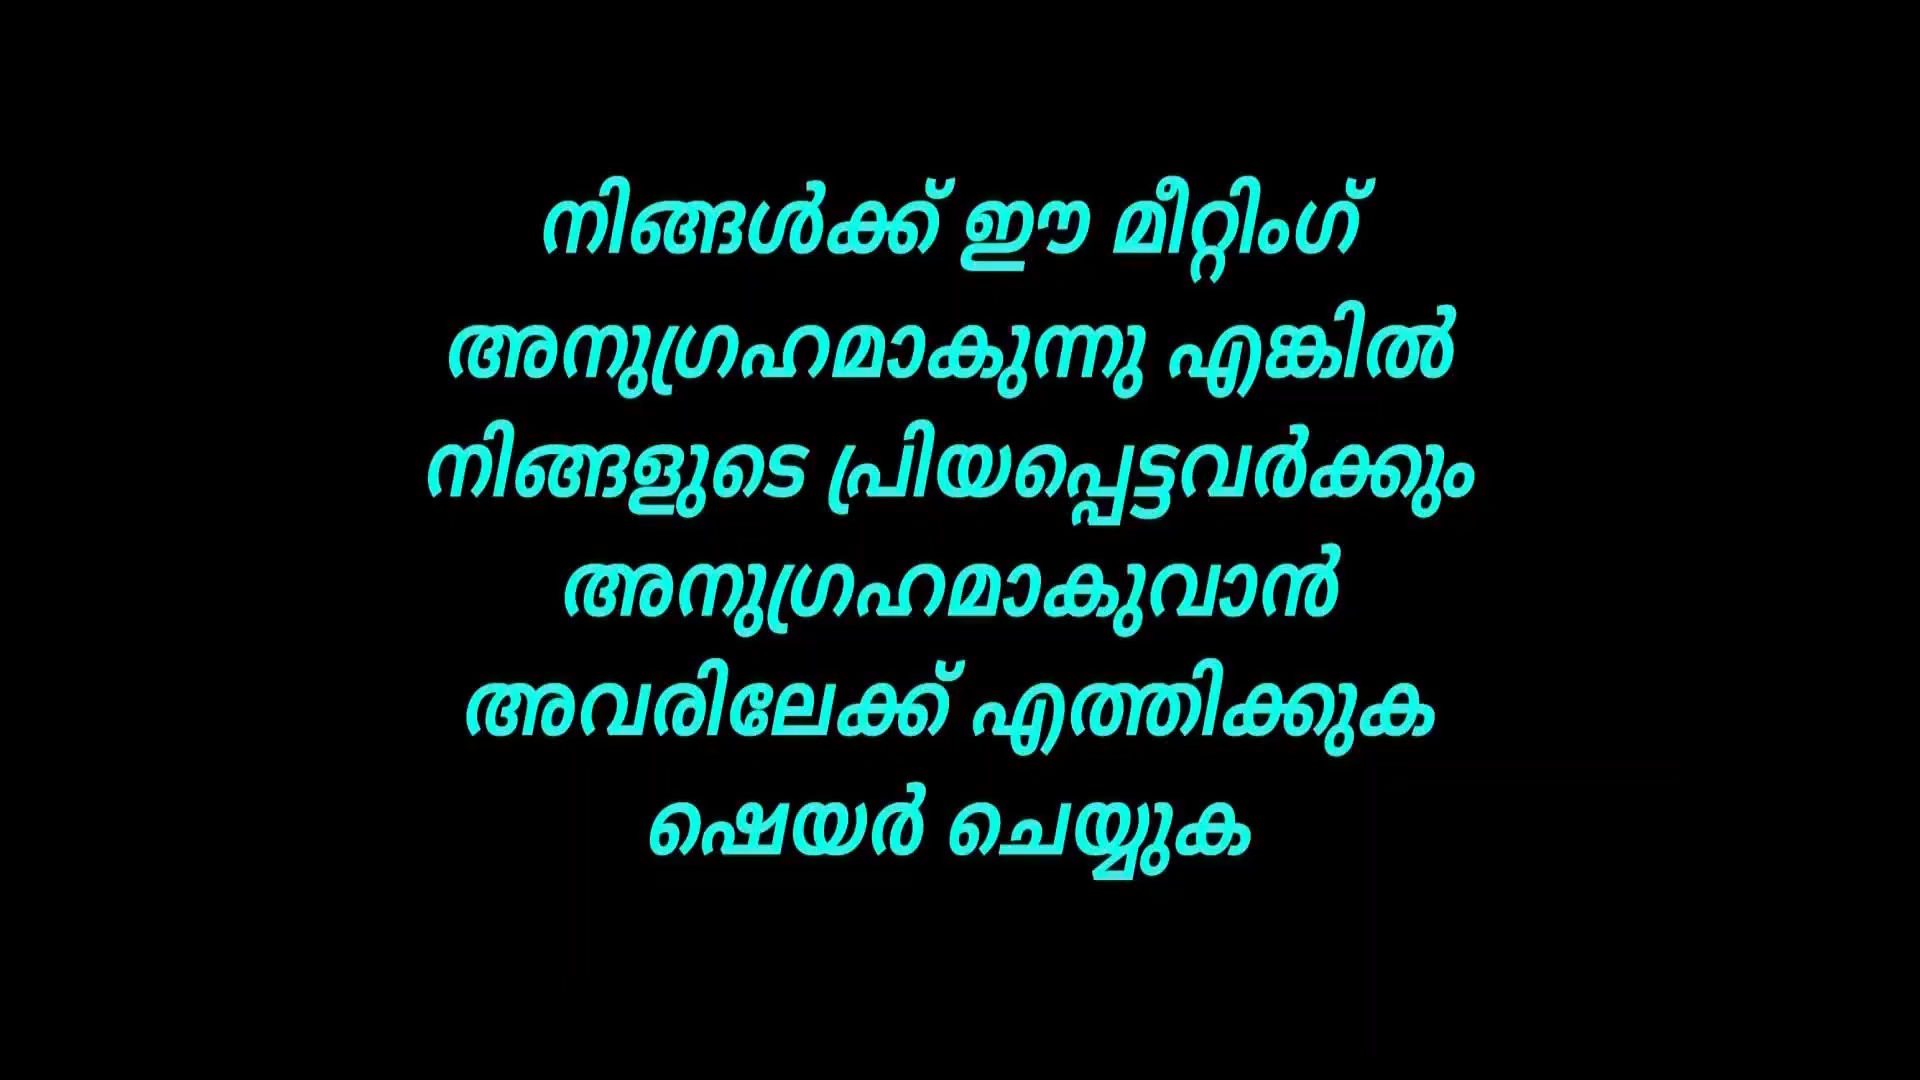 നിങ്ങൾക്ക് ഈ മീറ്റിംഗ്
അനുഗ്രഹമാകുന്നു എങ്കിൽ
നിങ്ങളുടെ പ്രിയപ്പെട്ടവർക്കും
അനുഗ്രഹമാകുവാൻ
അവരിലേക്ക് എത്തിക്കുക
ഷെയർ ചെയ്യുക